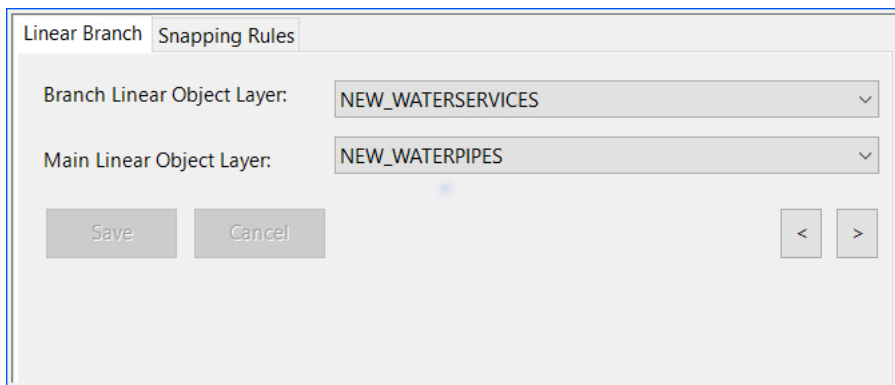 Linear Branch Snapping Rules
Branch Linear Object Layer: NEW_WATERSERVICES
Main Linear Object Layer: NEW_WATERPIPES
Save Cancel < >